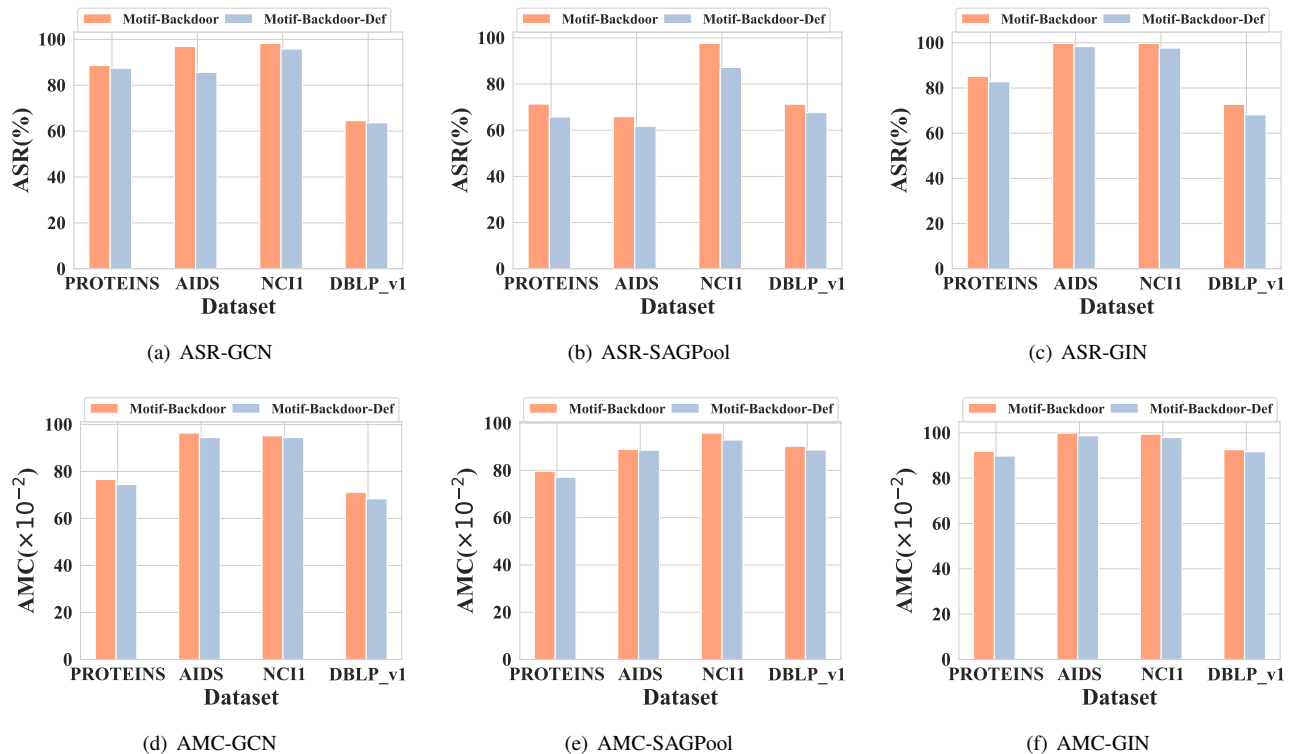 Motif-Backdoor Motif-Backdoor-Def
100
80
60
40
20
0
ASR(%)
PROTEINS AIDS NCI1 DBLP_v1
Dataset
(a) ASR-GCN
Motif-Backdoor Motif-Backdoor-Def
100
80
60
40
20
0
ASR(%)
PROTEINS AIDS NCI1 DBLP_v1
Dataset
(b) ASR-SAGPool
Motif-Backdoor Motif-Backdoor-Def
100
80
60
40
20
0
ASR(%)
PROTEINS AIDS NCI1 DBLP_v1
Dataset
(c) ASR-GIN
Motif-Backdoor Motif-Backdoor-Def
100
80
60
40
20
0
AMC(×10⁻²)
PROTEINS AIDS NCI1 DBLP_v1
Dataset
(d) AMC-GCN
Motif-Backdoor Motif-Backdoor-Def
100
80
60
40
20
0
AMC(×10⁻²)
PROTEINS AIDS NCI1 DBLP_v1
Dataset
(e) AMC-SAGPool
Motif-Backdoor Motif-Backdoor-Def
100
80
60
40
20
0
AMC(×10⁻²)
PROTEINS AIDS NCI1 DBLP_v1
Dataset
(f) AMC-GIN